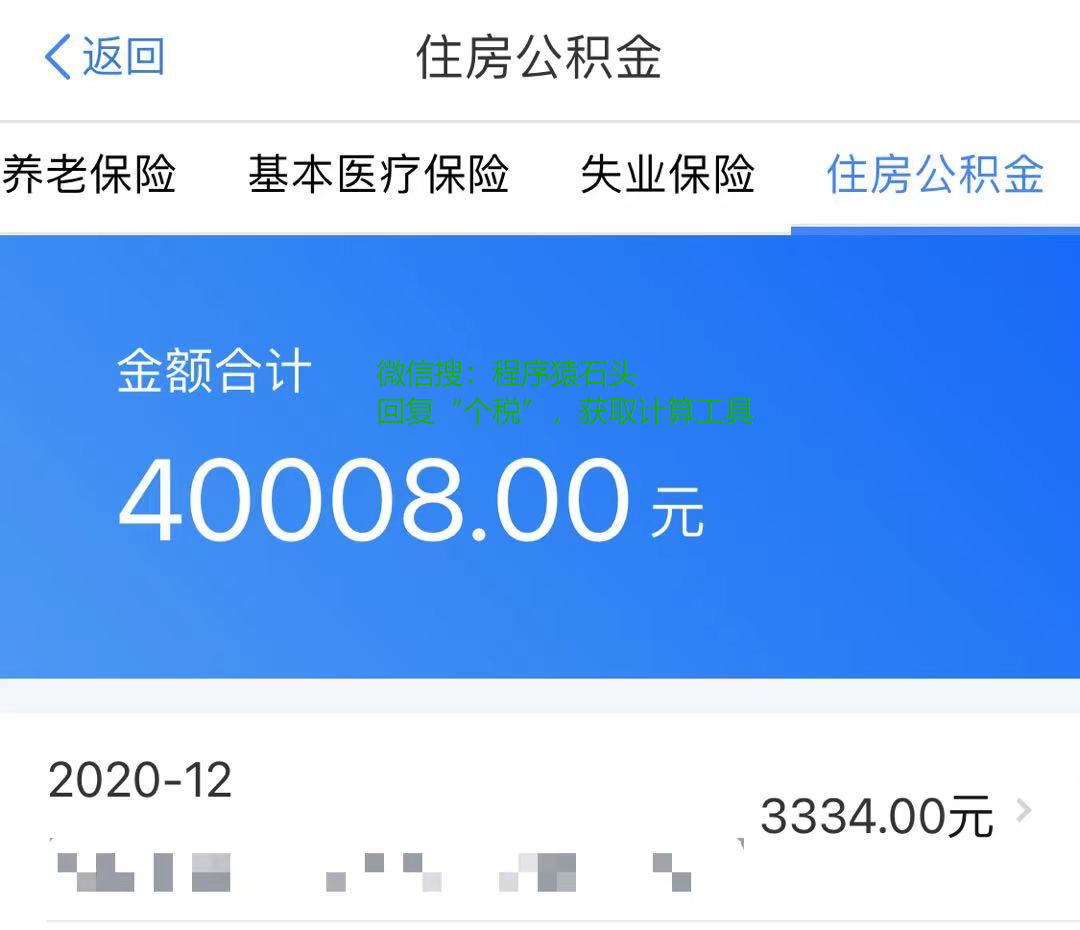 返回
住房公积金
养老保险 基本医疗保险 失业保险 住房公积金
金额合计
微信搜：程序猿石头
回复“个税”，获取计算工具
40008.00 元
2020-12
3334.00元